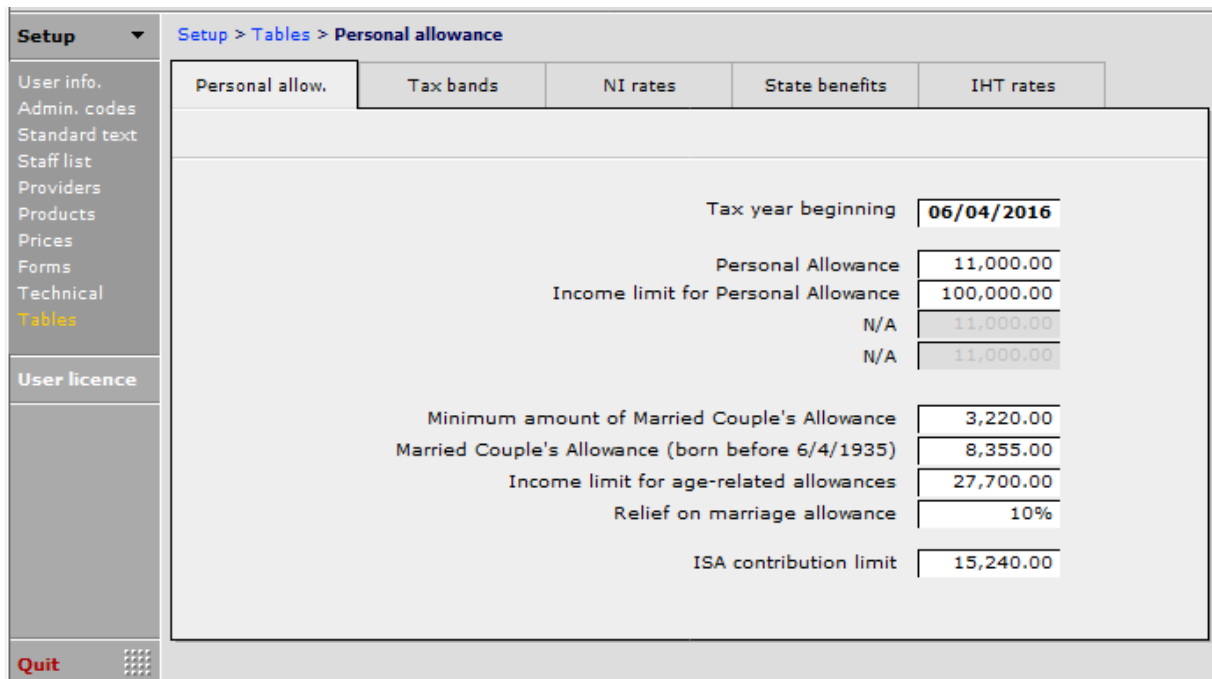 Setup
User info.
Admin. codes
Standard text
Staff list
Providers
Products
Prices
Forms
Technical
Tables
User licence
Quit
Setup > Tables > Personal allowance
Personal allow. Tax bands NI rates State benefits IHT rates
Tax year beginning 06/04/2016
Personal Allowance 11,000.00
Income limit for Personal Allowance 100,000.00
N/A 11,000.00
N/A 11,000.00
Minimum amount of Married Couple's Allowance 3,220.00
Married Couple's Allowance (born before 6/4/1935) 8,355.00
Income limit for age-related allowances 27,700.00
Relief on marriage allowance 10%
ISA contribution limit 15,240.00